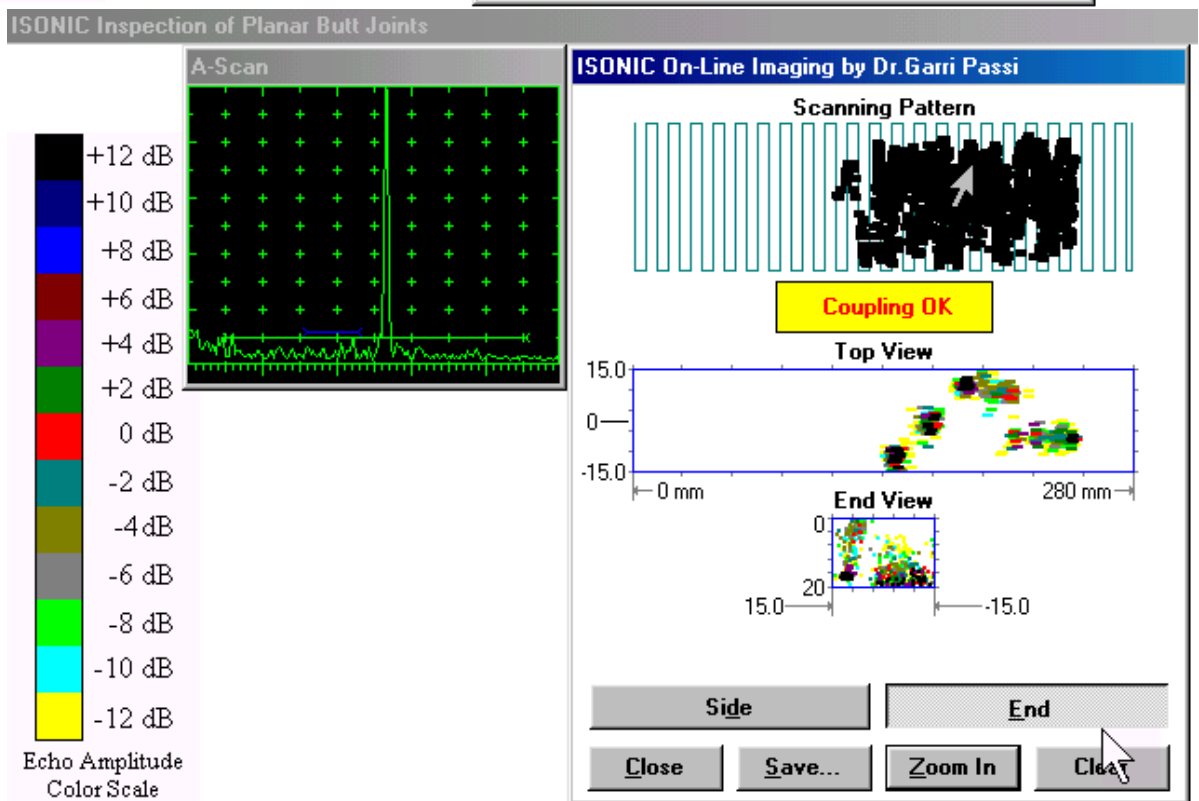 ISONIC Inspection of Planar Butt Joints
A-Scan
ISONIC On-Line Imaging by Dr.Garri Passi
Scanning Pattern
Coupling OK
Top View
15.0
0
-15.0
0 mm
280 mm
End View
0
20
15.0
-15.0
Side
End
Close
Save...
Zoom In
Clear
+12 dB
+10 dB
+8 dB
+6 dB
+4 dB
+2 dB
0 dB
-2 dB
-4 dB
-6 dB
-8 dB
-10 dB
-12 dB
Echo Amplitude
Color Scale